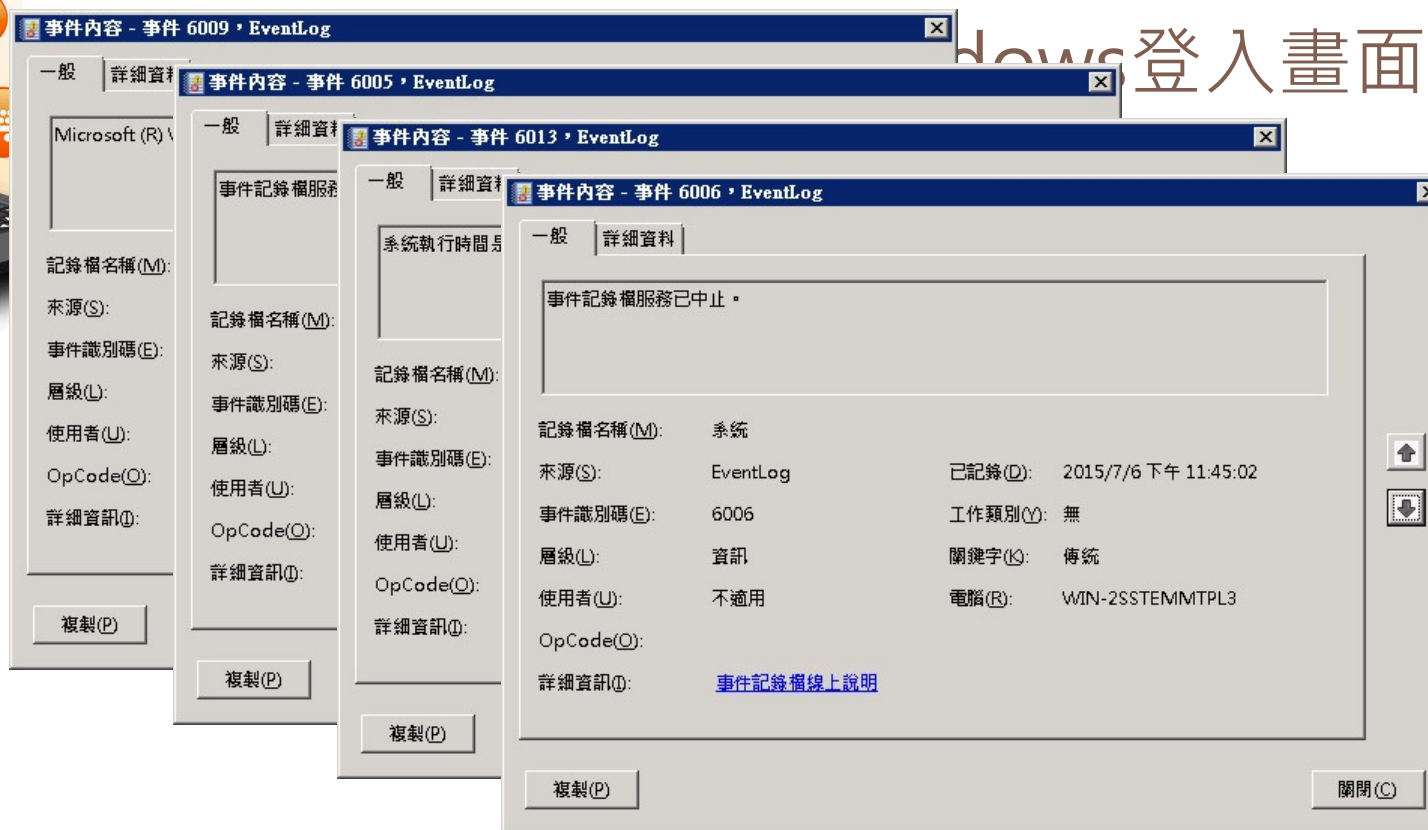 dows登入畫面
事件內容 - 事件 6009，EventLog
一般 詳細資料
Microsoft (R)
記錄檔名稱(M):
來源(S):
事件識別碼(E):
層級(L):
使用者(U):
OpCode(O):
詳細資訊(I):
複製(P)
事件內容 - 事件 6005，EventLog
一般 詳細資料
事件記錄檔服務
記錄檔名稱(M):
來源(S):
事件識別碼(E):
層級(L):
使用者(U):
OpCode(O):
詳細資訊(I):
複製(P)
事件內容 - 事件 6013，EventLog
一般 詳細資料
系統執行時間是
記錄檔名稱(M):
來源(S):
事件識別碼(E):
層級(L):
使用者(U):
OpCode(O):
詳細資訊(I):
複製(P)
事件內容 - 事件 6006，EventLog
一般 詳細資料
事件記錄檔服務已中止。
記錄檔名稱(M): 系統
來源(S): EventLog 已記錄(D): 2015/7/6 下午 11:45:02
事件識別碼(E): 6006 工作類別(Y): 無
層級(L): 資訊 關鍵字(K): 傳統
使用者(U): 不適用 電腦(R): WIN-2SSTEMMTPL3
OpCode(O):
詳細資訊(I): 事件記錄檔線上說明
複製(P) 關閉(C)